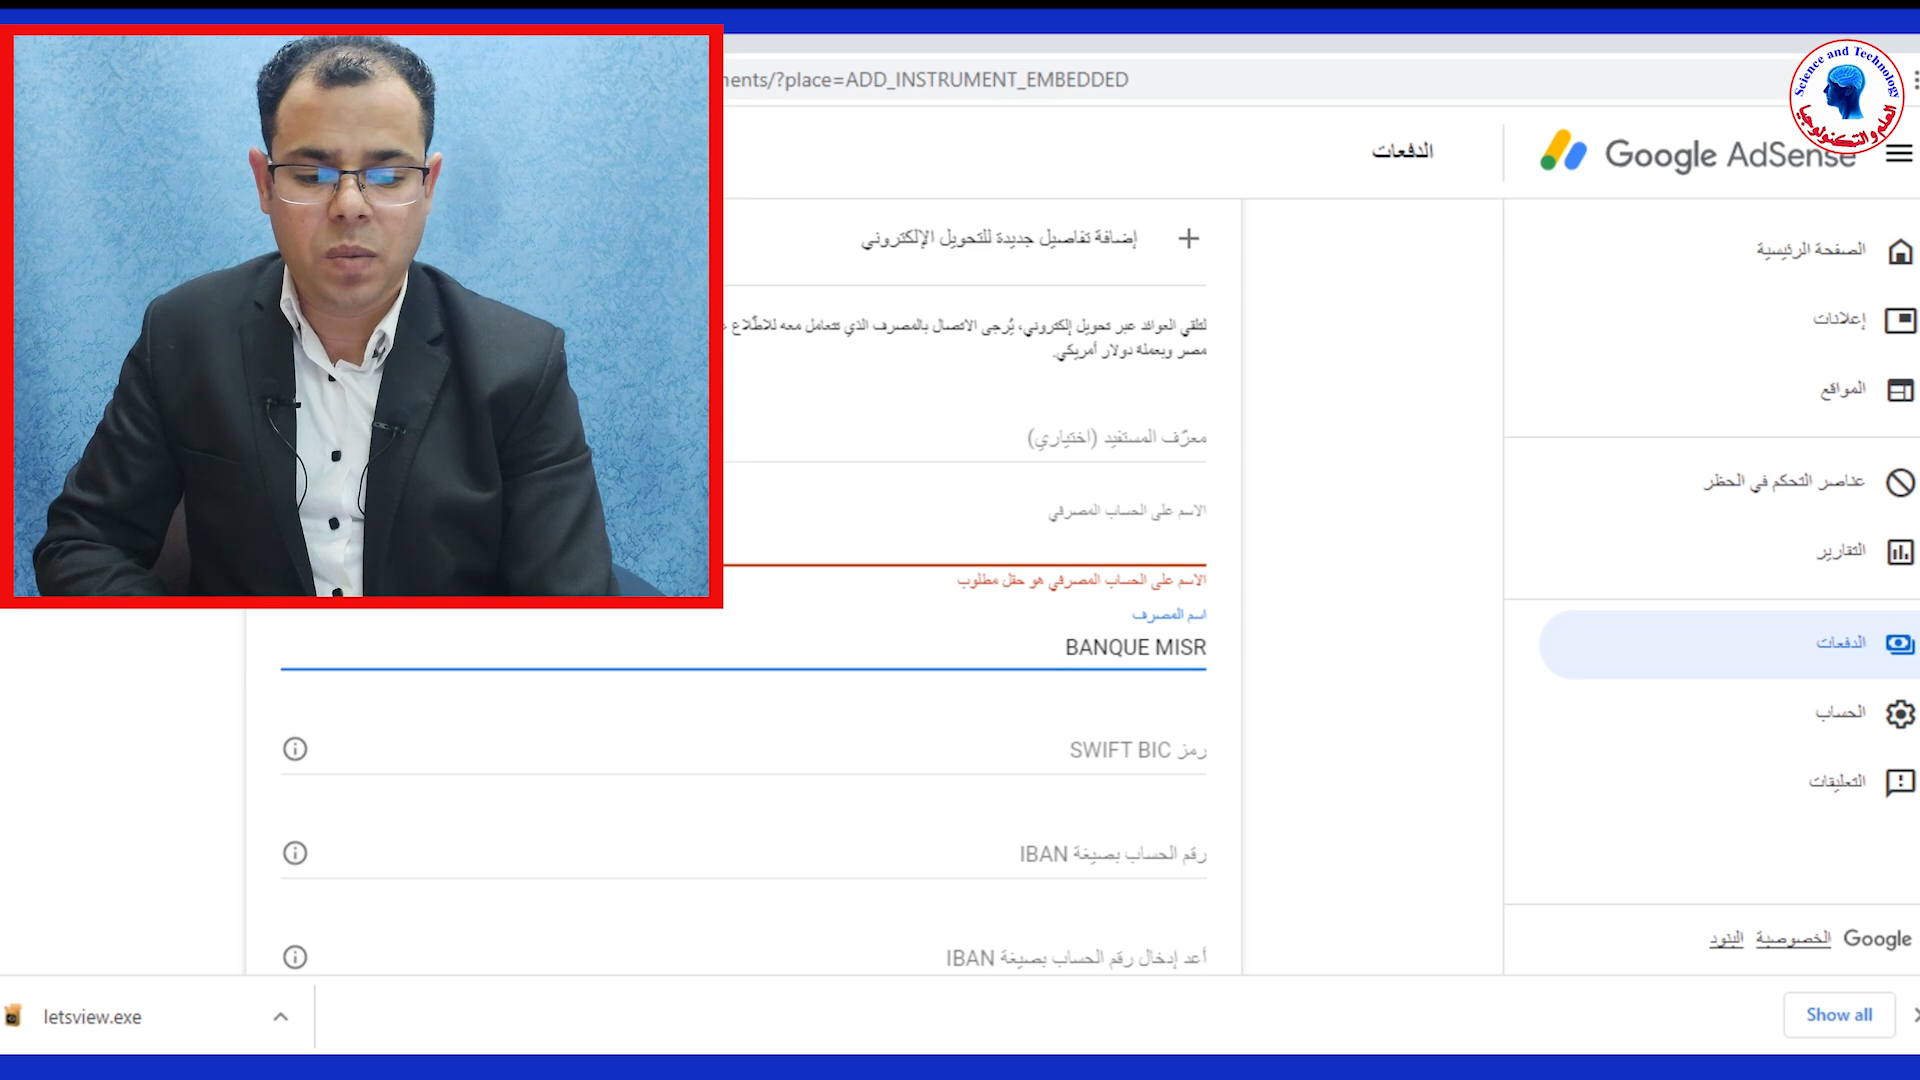 ents/?place=ADD_INSTRUMENT_EMBEDDED
Science and Technology
العلم والتكنولوجيا
Google AdSense
الدفعات
إضافة تفاصيل جديدة للتحويل الإلكتروني
لتلقي العوائد عبر تحويل إلكتروني، يُرجى الاتصال بالمصرف الذي تتعامل معه للاطّلاع
مصر وبعملة دولار أمريكي.
معرّف المستفيد (اختياري)
الاسم على الحساب المصرفي
الاسم على الحساب المصرفي هو حقل مطلوب
اسم المصرف
BANQUE MISR
رمز SWIFT BIC
رقم الحساب بصيغة IBAN
أعد إدخال رقم الحساب بصيغة IBAN
الصفحة الرئيسية
إعلانات
المواقع
عناصر التحكم في الحظر
التقارير
الدفعات
الحساب
التعليقات
Google الخصوصية البنود
letsview.exe
Show all